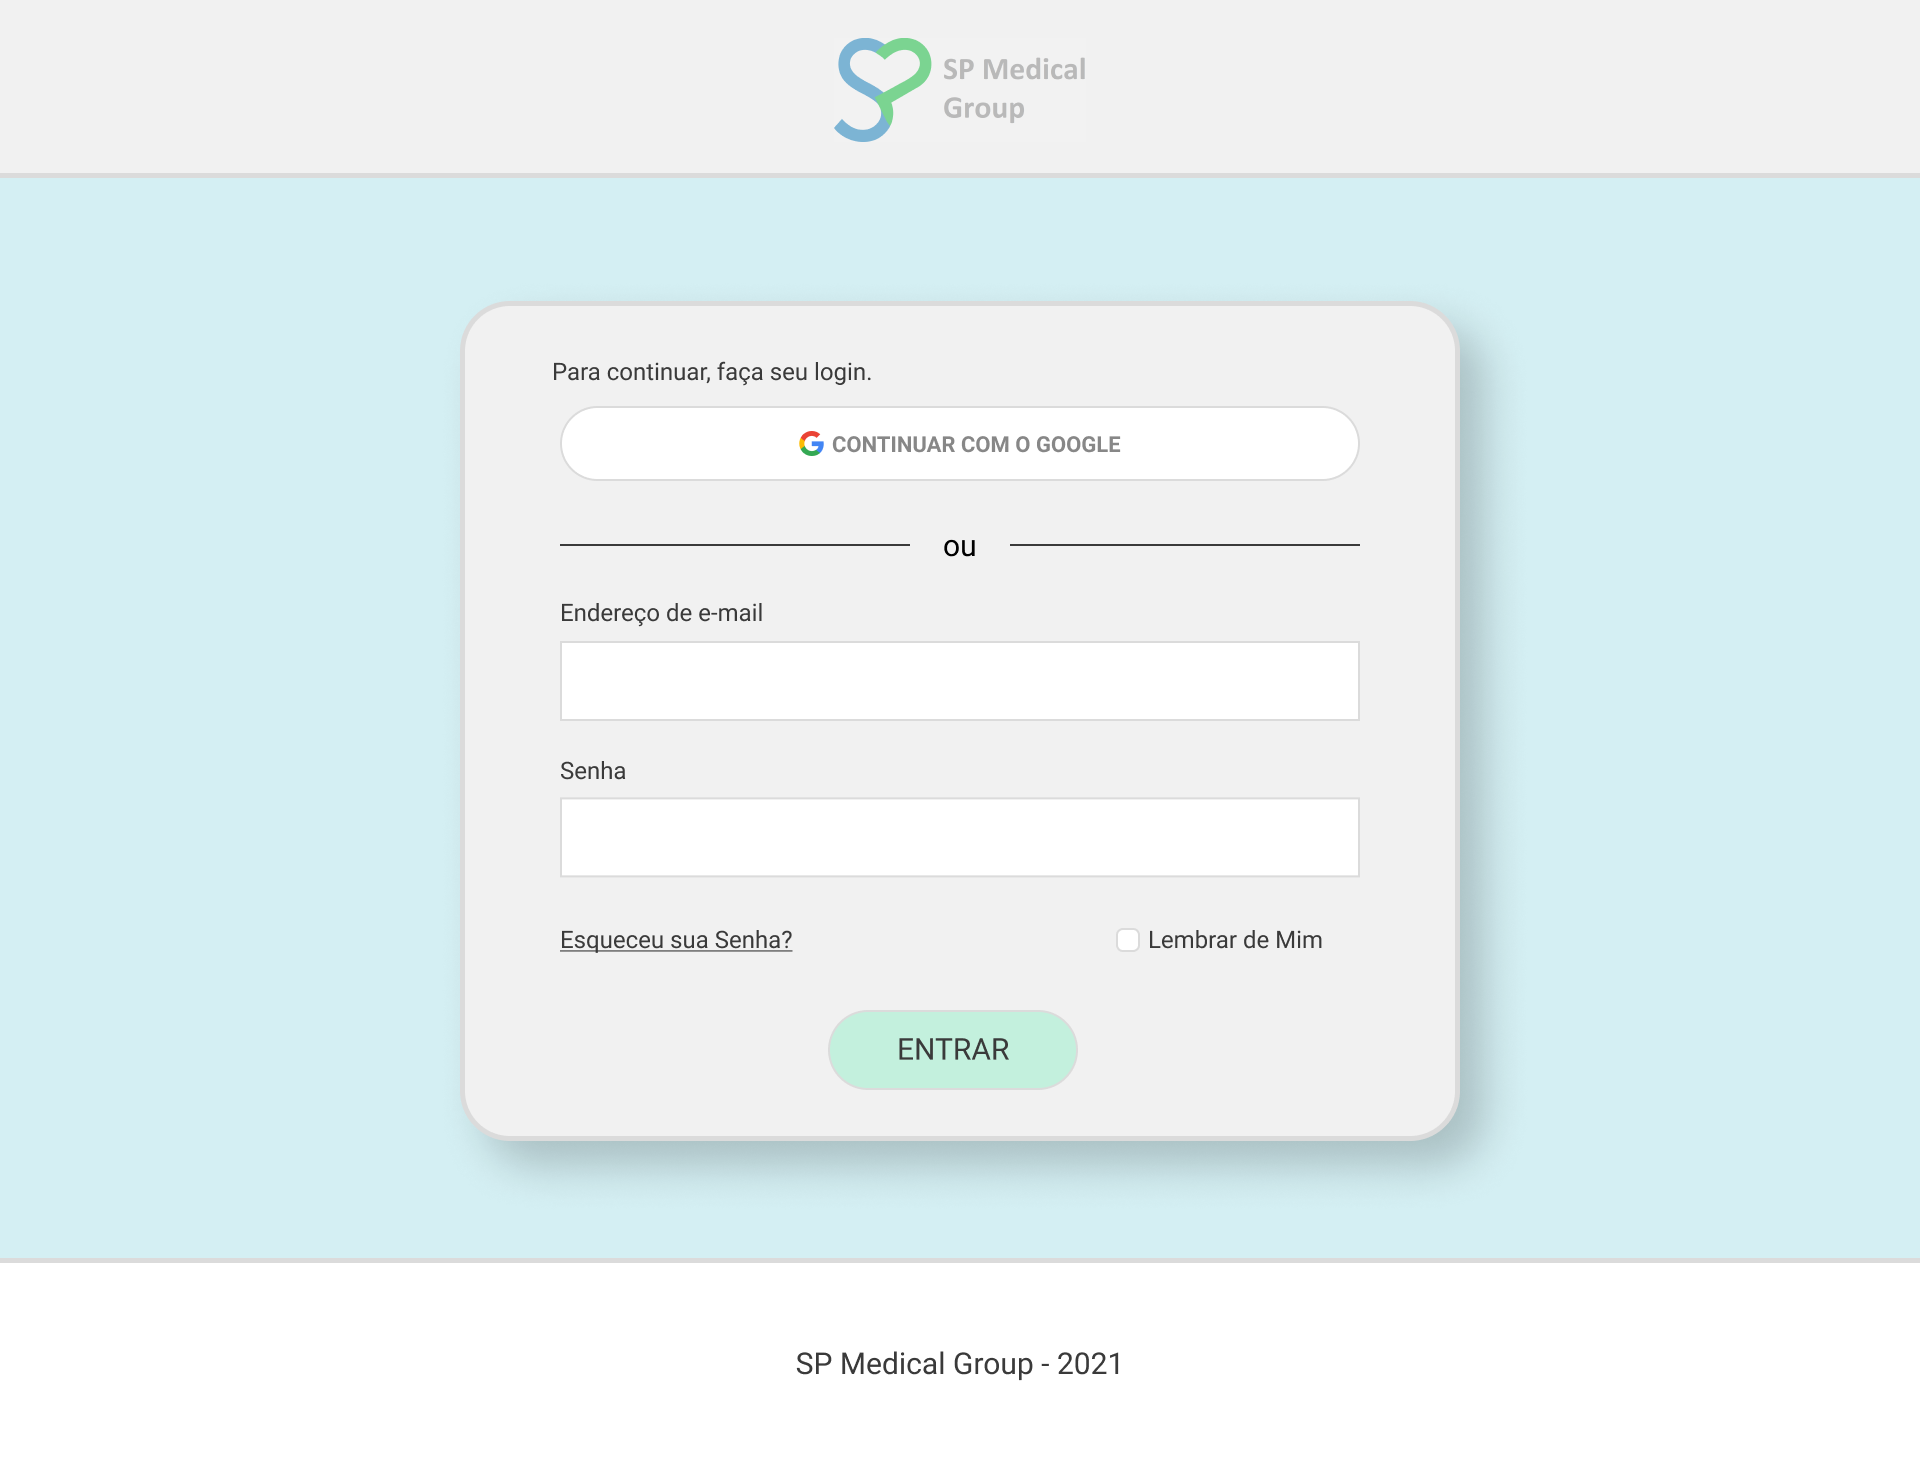 SP Medical
Group
Para continuar, faça seu login.
CONTINUAR COM O GOOGLE
ou
Endereço de e-mail
Senha
Esqueceu sua Senha?
Lembrar de Mim
ENTRAR
SP Medical Group - 2021